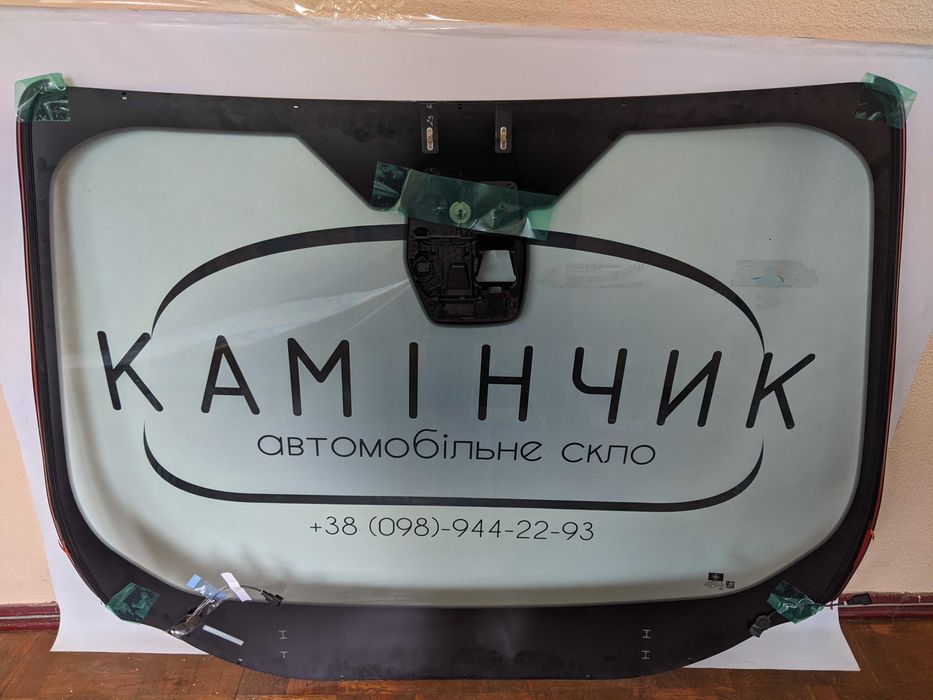 КАМІНЧИК
автомобільне скло
+38 (098)-944-22-93